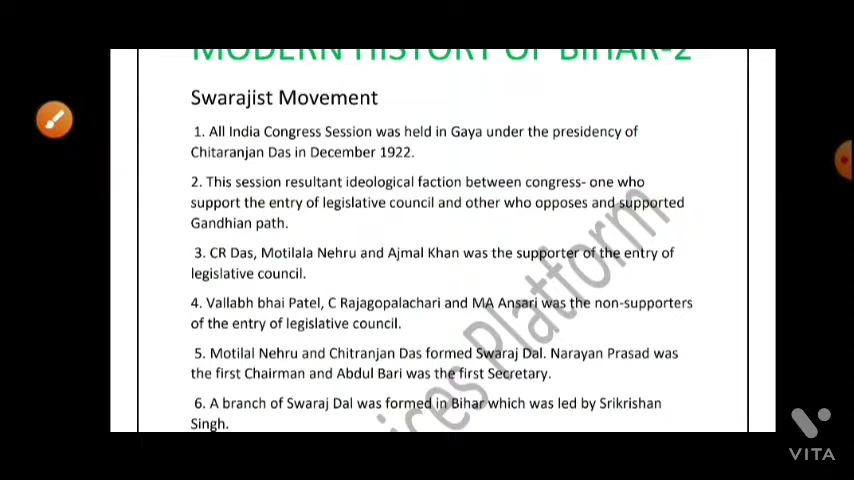 MODERN HISTORY OF BIHAR-2
Swarajist Movement
1. All India Congress Session was held in Gaya under the presidency of
Chitaranjan Das in December 1922.
2. This session resultant ideological faction between congress- one who
support the entry of legislative council and other who opposes and supported
Gandhian path.
3. CR Das, Motilala Nehru and Ajmal Khan was the supporter of the entry of
legislative council.
4. Vallabh bhai Patel, C Rajagopalachari and MA Ansari was the non-supporters
of the entry of legislative council.
5. Motilal Nehru and Chitranjan Das formed Swaraj Dal. Narayan Prasad was
the first Chairman and Abdul Bari was the first Secretary.
6. A branch of Swaraj Dal was formed in Bihar which was led by Srikrishan
Singh.
Platform
VITA